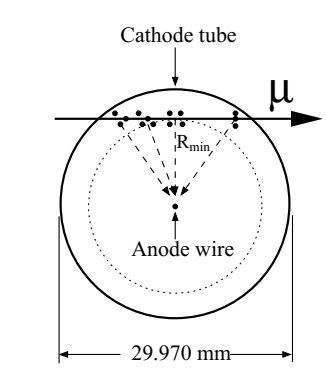 Cathode tube
μ
Rmin
Anode wire
29.970 mm